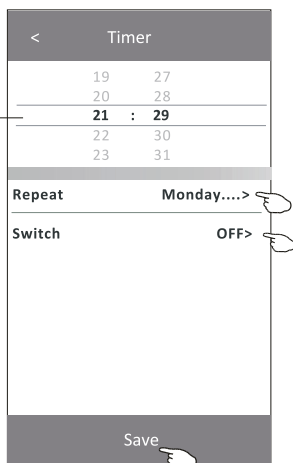 < Timer
19 27
20 28
21 : 29
22 30
23 31
Repeat Monday....>
Switch OFF>
Save